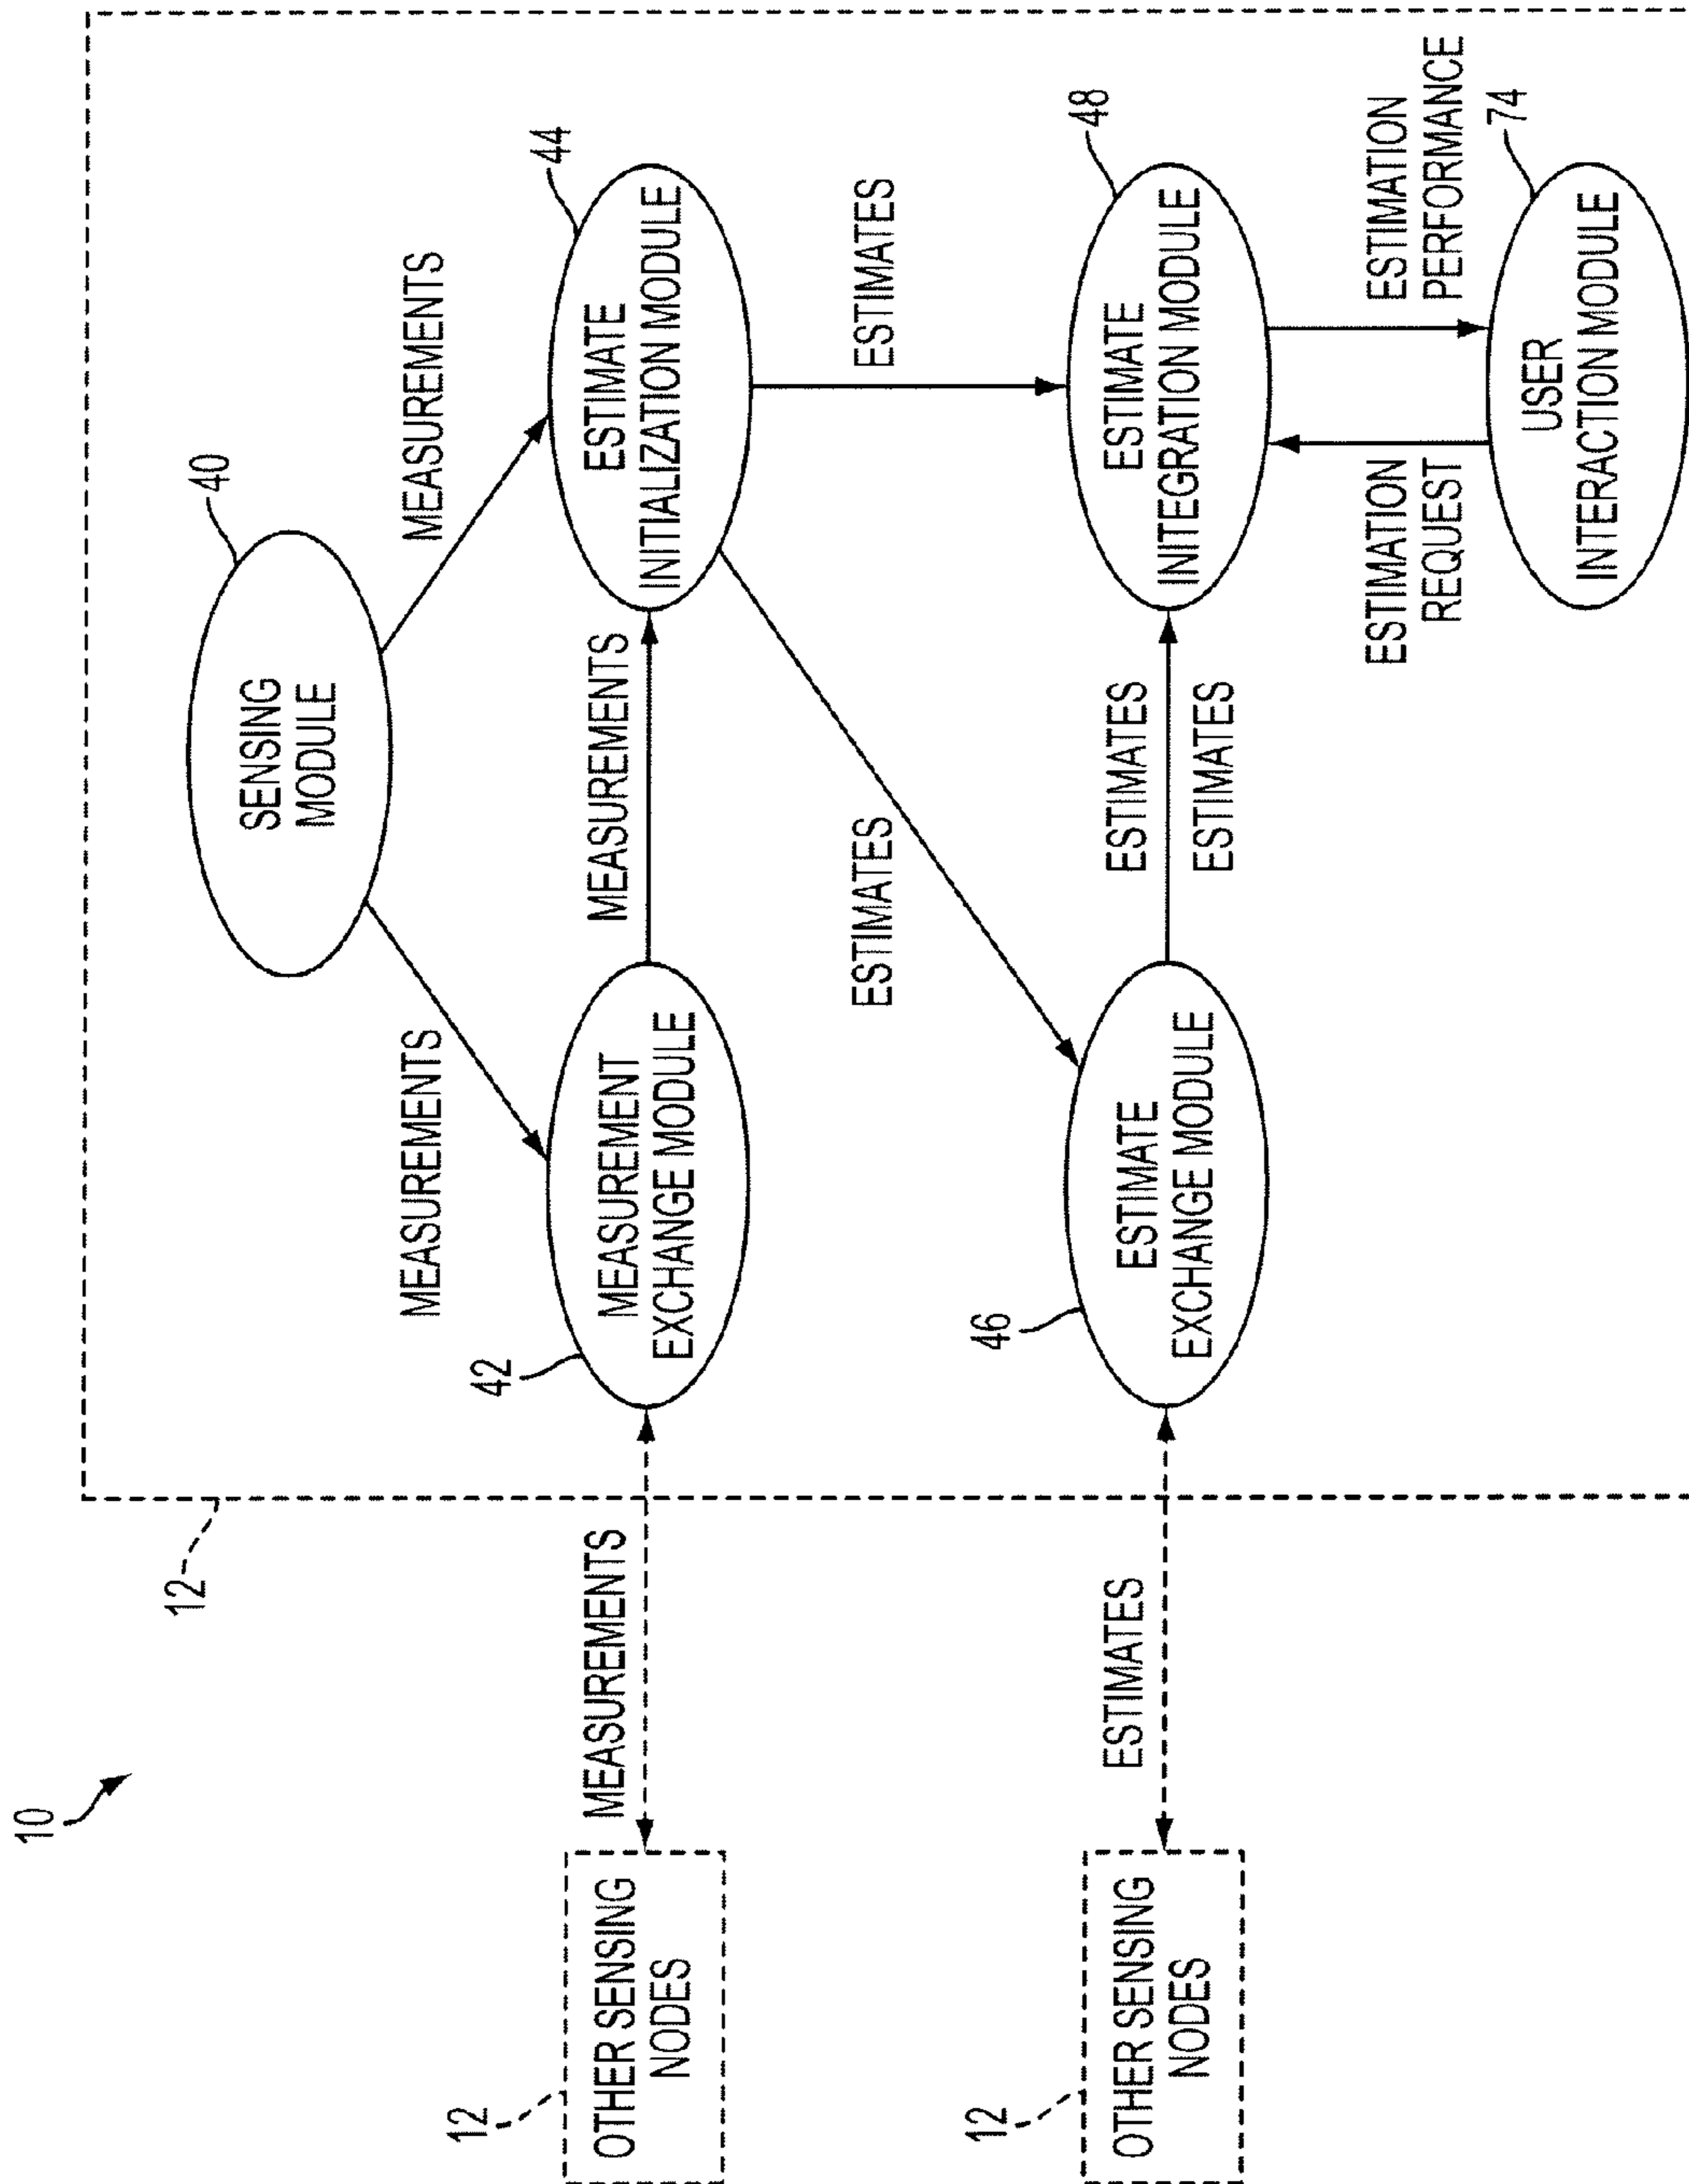 10
12
40
SENSING
MODULE
MEASUREMENTS
MEASUREMENTS
12
OTHER SENSING
NODES
MEASUREMENTS
42
MEASUREMENT
EXCHANGE MODULE
MEASUREMENTS
44
ESTIMATE
INITIALIZATION MODULE
ESTIMATES
ESTIMATES
12
OTHER SENSING
NODES
ESTIMATES
46
ESTIMATE
EXCHANGE MODULE
ESTIMATES
ESTIMATES
48
ESTIMATE
INTEGRATION MODULE
ESTIMATION
REQUEST
ESTIMATION
PERFORMANCE
74
USER
INTERACTION MODULE